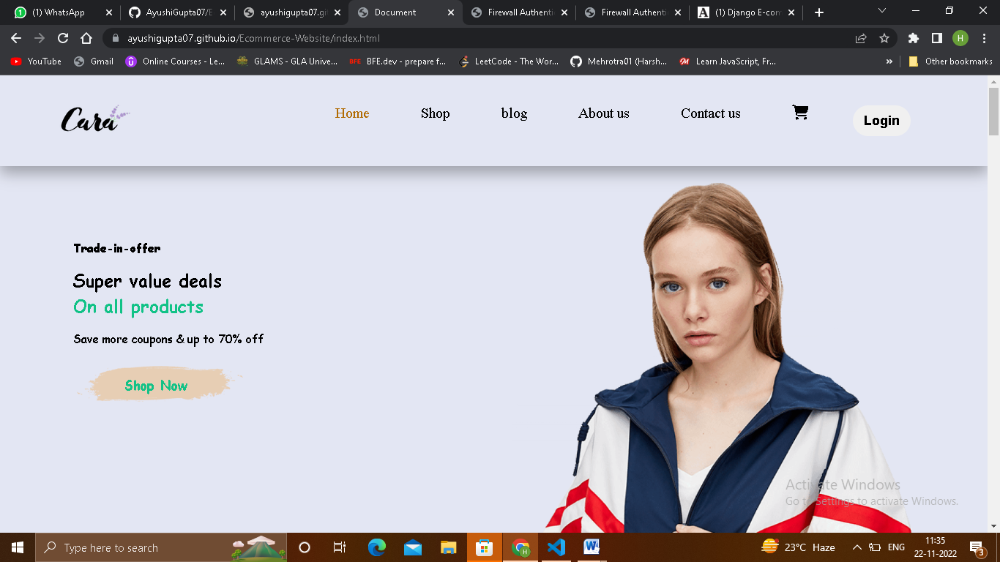 (1) WhatsApp
AyushiGupta07/E
ayushigupta07.git
Document
Firewall Authenti
Firewall Authenti
(1) Django E-com
ayushigupta07.github.io/Ecommerce-Website/index.html
H
YouTube
Gmail
Online Courses - Le...
GLAMS - GLA Unive...
BFE BFE.dev - prepare f...
LeetCode - The Wor...
Mehrotra01 (Harsh...
Learn JavaScript, Fr...
»
Other bookmarks
Cara
Home
Shop
blog
About us
Contact us
Login
Trade-in-offer
Super value deals
On all products
Save more coupons & up to 70% off
Shop Now
Activate Windows
Go to Settings to activate Windows.
Type here to search
23°C Haze
ENG
11:35
22-11-2022
3